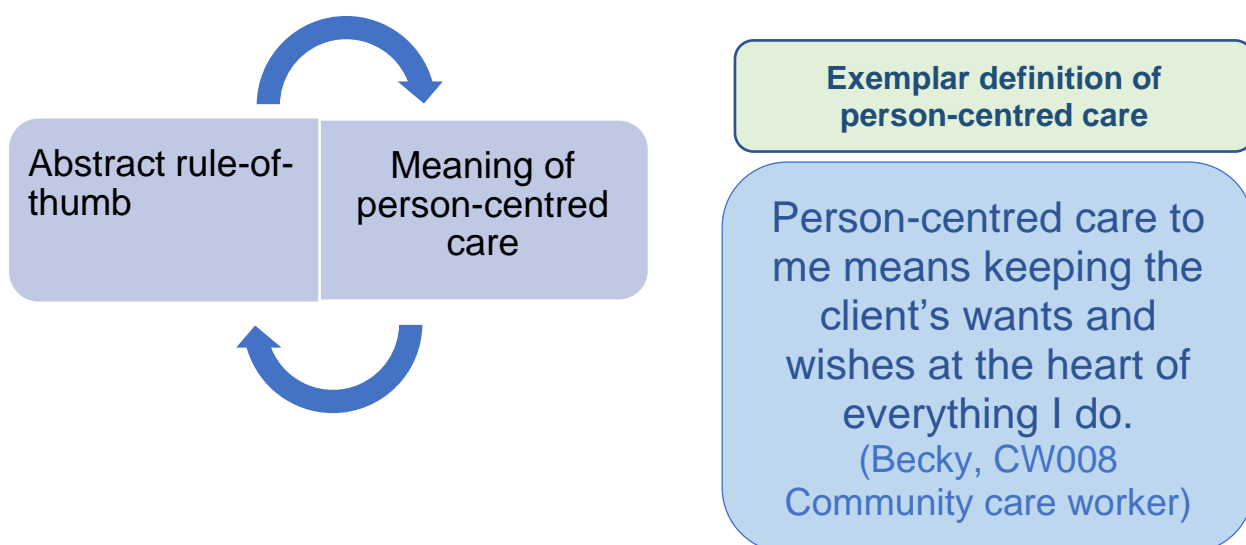 Abstract rule-of-
thumb
Meaning of
person-centred
care
Exemplar definition of
person-centred care
Person-centred care to
me means keeping the
client’s wants and
wishes at the heart of
everything I do.
(Becky, CW008
Community care worker)